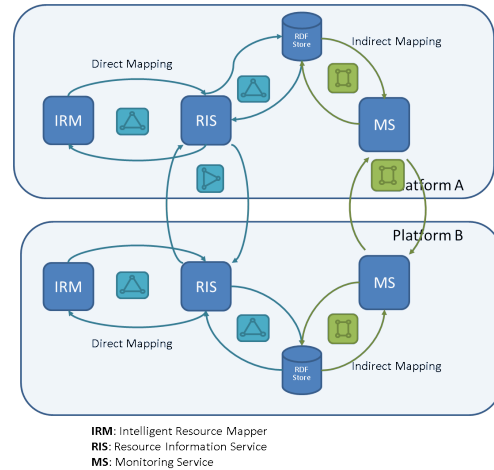 RDF
Store
Indirect Mapping
Direct Mapping
IRM
RIS
MS
latform A
Platform B
IRM
RIS
MS
Direct Mapping
RDF
Store
Indirect Mapping
IRM: Intelligent Resource Mapper
RIS: Resource Information Service
MS: Monitoring Service